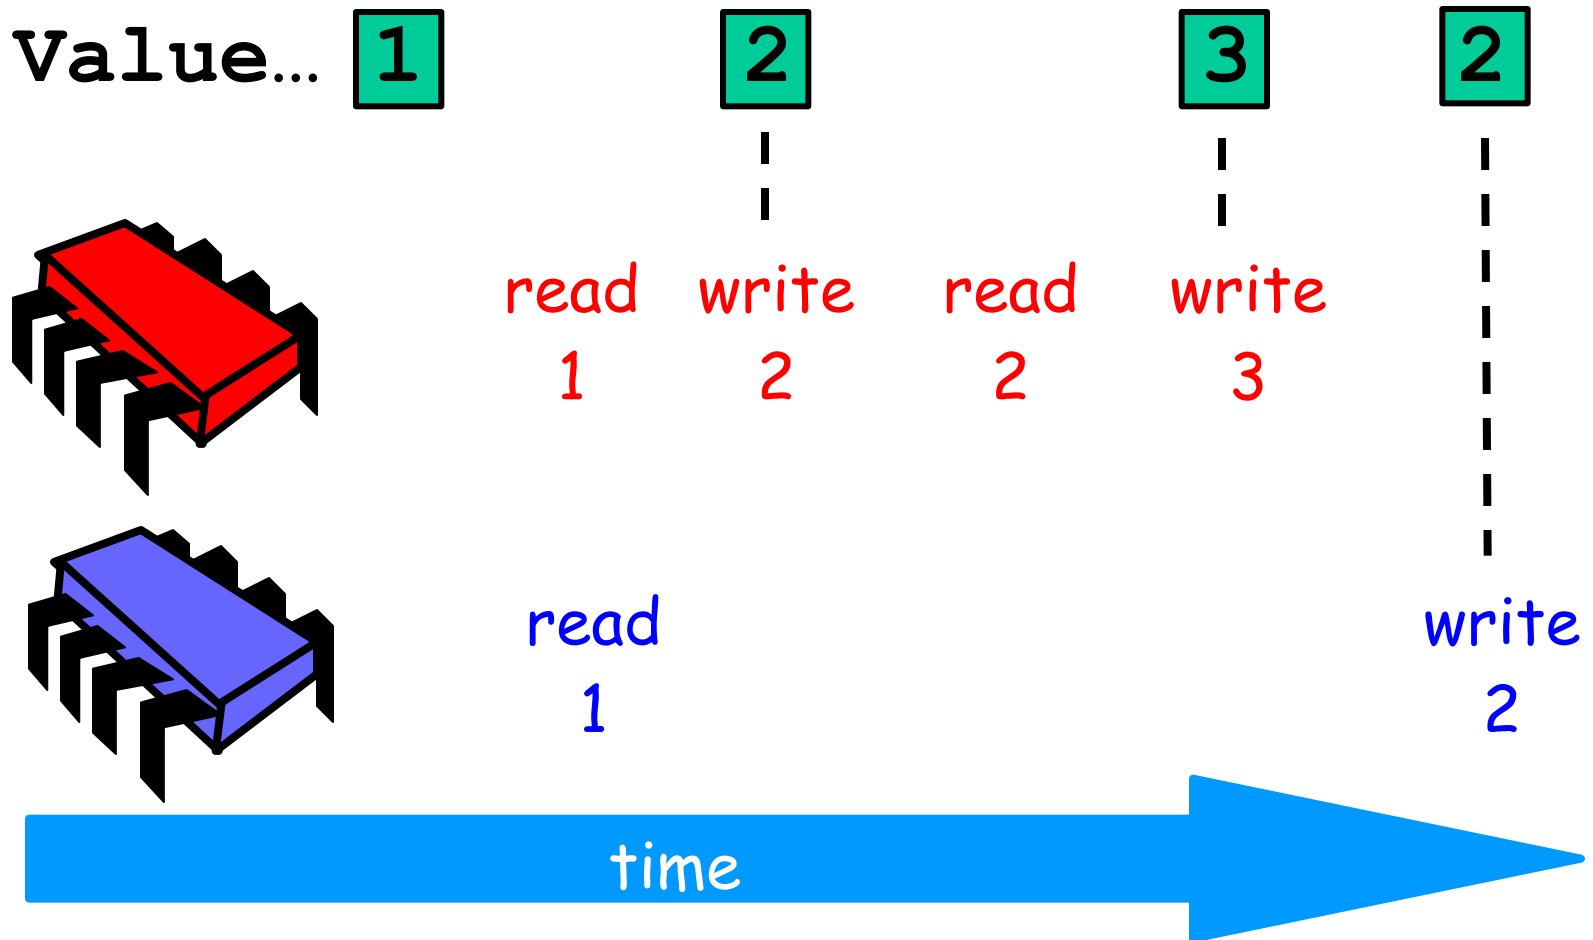 Value… 1 2 3 2
read write read write
1 2 2 3
read write
1 2
time